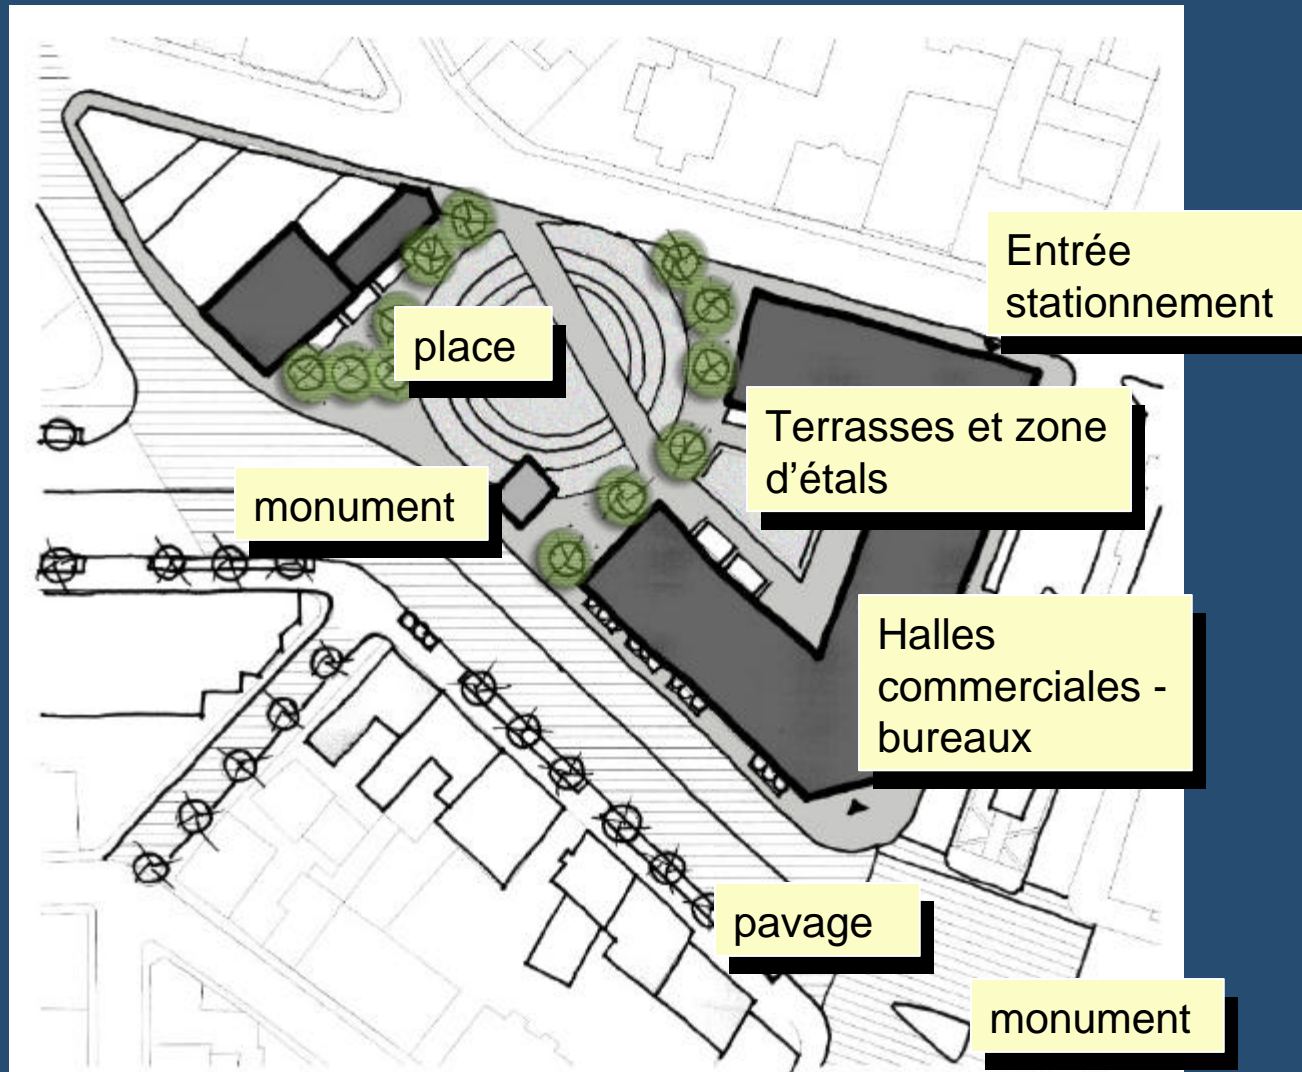 Entrée
stationnement
place
Terrasses et zone
d’étals
monument
Halles
commerciales -
bureaux
pavage
monument